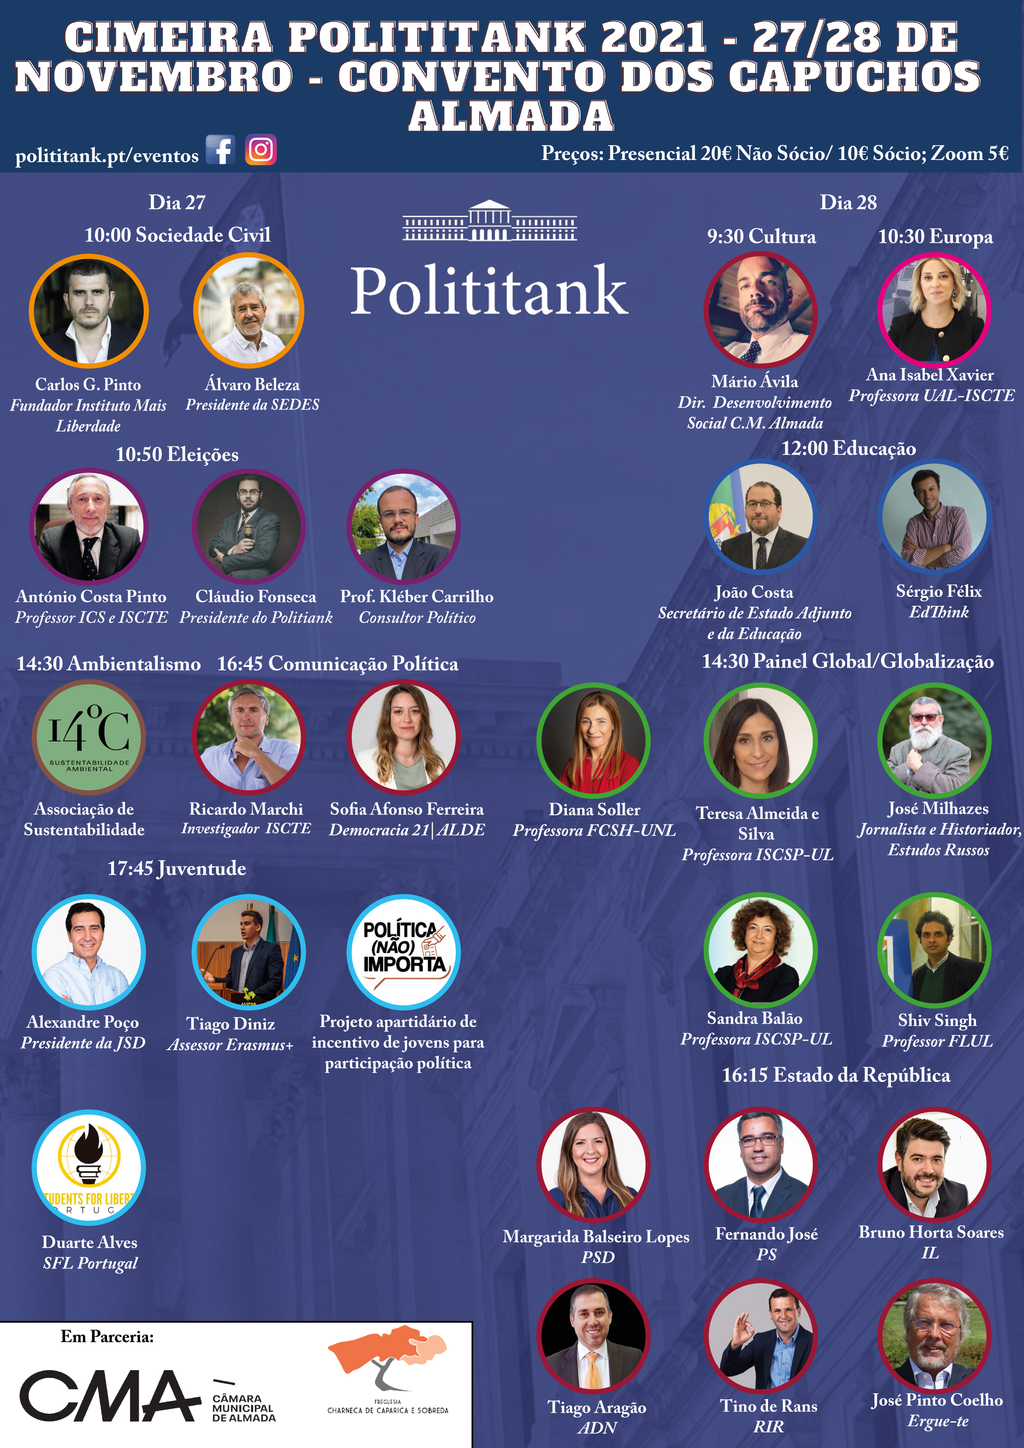 CIMEIRA POLITITANK 2021 - 27/28 DE
NOVEMBRO - CONVENTO DOS CAPUCHOS
ALMADA
polititank.pt/eventos
Preços: Presencial 20€ Não Sócio/ 10€ Sócio; Zoom 5€
Polititank
Dia 27
10:00 Sociedade Civil
Carlos G. Pinto
Fundador Instituto Mais
Liberdade
Álvaro Beleza
Presidente da SEDES
10:50 Eleições
António Costa Pinto
Professor ICS e ISCTE
Cláudio Fonseca
Presidente do Politiank
Prof. Kléber Carrilho
Consultor Político
14:30 Ambientalismo
14ºC
SUSTENTABILIDADE
AMBIENTAL
Associação de
Sustentabilidade
16:45 Comunicação Política
Ricardo Marchi
Investigador ISCTE
Sofia Afonso Ferreira
Democracia 21| ALDE
17:45 Juventude
Alexandre Poço
Presidente da JSD
Tiago Diniz
Assessor Erasmus+
POLÍTICA
(NÃO)
IMPORTA
Projeto apartidário de
incentivo de jovens para
participação política
UDENTS FOR LIBER
RTUG
Duarte Alves
SFL Portugal
Dia 28
9:30 Cultura
Mário Ávila
Dir. Desenvolvimento
Social C.M. Almada
10:30 Europa
Ana Isabel Xavier
Professora UAL-ISCTE
12:00 Educação
João Costa
Secretário de Estado Adjunto
e da Educação
Sérgio Félix
EdThink
14:30 Painel Global/Globalização
Diana Soller
Professora FCSH-UNL
Teresa Almeida e
Silva
Professora ISCSP-UL
José Milhazes
Jornalista e Historiador,
Estudos Russos
Sandra Balão
Professora ISCSP-UL
Shiv Singh
Professor FLUL
16:15 Estado da República
Margarida Balseiro Lopes
PSD
Fernando José
PS
Bruno Horta Soares
IL
Tiago Aragão
ADN
Tino de Rans
RIR
José Pinto Coelho
Ergue-te
Em Parceria:
CMA
CÂMARA
MUNICIPAL
DE ALMADA
FREGUESIA
CHARNECA DE CAPARICA E SOBREDA